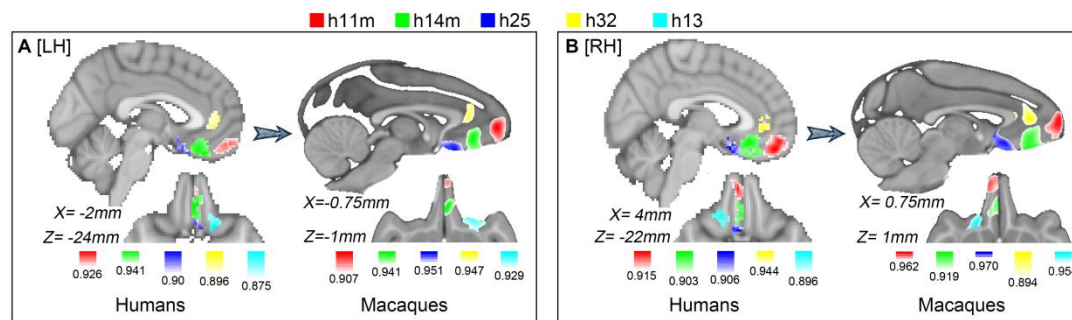 h11m h14m h25 h32 h13
A [LH]
X= -2mm
Z= -24mm
0.926 0.941 0.90 0.896 0.875
Humans
X=-0.75mm
Z=-1mm
0.907 0.941 0.951 0.947 0.929
Macaques
B [RH]
X= 4mm
Z= -22mm
0.915 0.903 0.906 0.944 0.896
Humans
X= 0.75mm
Z= 1mm
0.962 0.919 0.970 0.894
Macaques